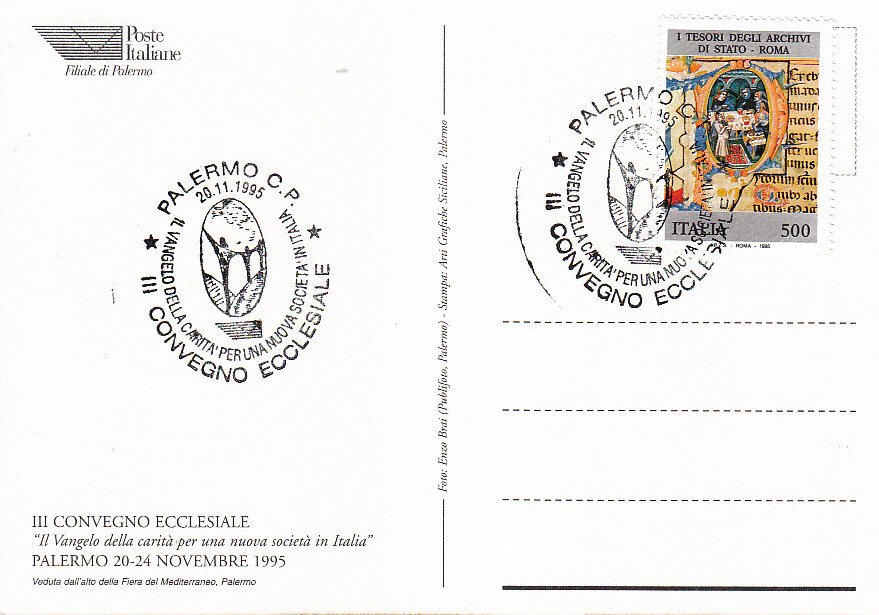 Poste
Italiane
Filiale di Palermo
PALERMO C.P.
20.11.1995
IL VANGELO DELLA CARITA' PER UNA NUOVA SOCIETA' IN ITALIA
III CONVEGNO ECCLESIALE
III CONVEGNO ECCLESIALE
"Il Vangelo della carità per una nuova società in Italia"
PALERMO 20-24 NOVEMBRE 1995
Veduta dall'alto della Fiera del Mediterraneo, Palermo
Foto: Enzo Brai (Publifoto, Palermo) - Stampa: Arti Grafiche Siciliane, Palermo
I TESORI DEGLI ARCHIVI
DI STATO - ROMA
ITALIA 500
ROMA - 1995
PALERMO C.
20.11.1995
IL VANGELO DELLA CARITA' PER UNA NUOVA SOCIETA' IN ITALIA
III CONVEGNO ECCLESIALE